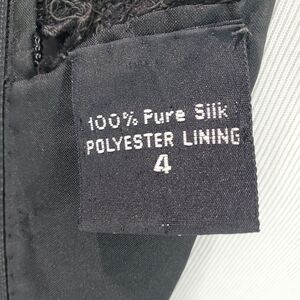 100% Pure Silk
POLYESTER LINING
4